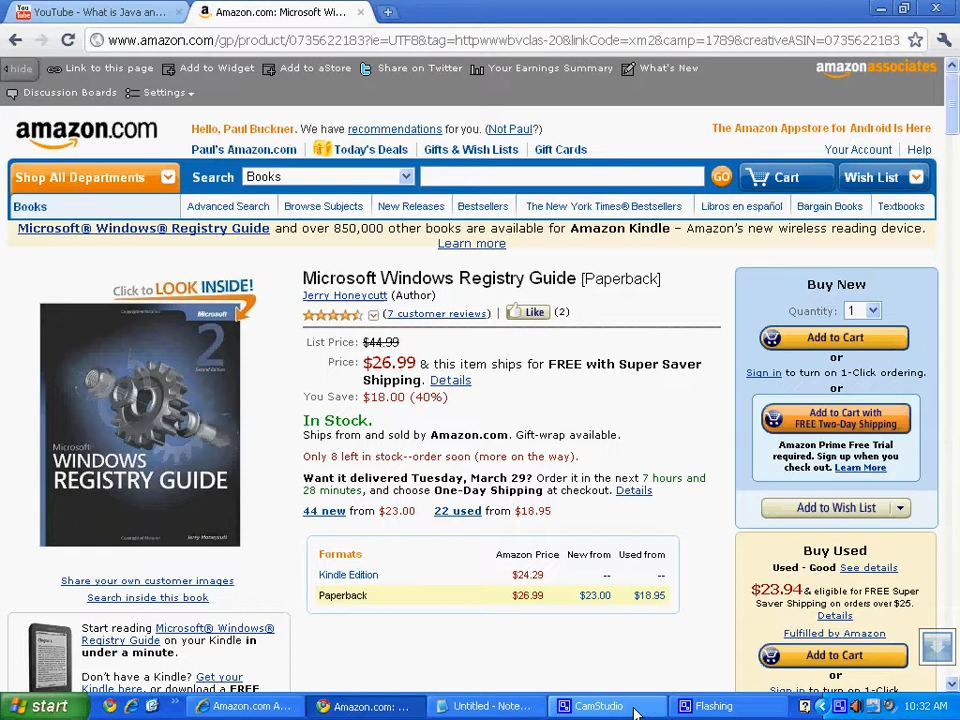 YouTube - What is Java an...
Amazon.com: Microsoft Wi...
www.amazon.com/gp/product/0735622183?ie=UTF8&tag=httpwwwbvclas-20&linkCode=xm2&camp=1789&creativeASIN=0735622183
hide
Link to this page
Add to Widget
Add to aStore
Share on Twitter
Your Earnings Summary
What's New
amazonassociates
Discussion Boards
Settings
amazon.com
Hello, Paul Buckner. We have recommendations for you. (Not Paul?)
The Amazon Appstore for Android Is Here
Paul's Amazon.com
Today's Deals
Gifts & Wish Lists
Gift Cards
Your Account
Help
Shop All Departments
Search
Books
GO
Cart
Wish List
Books
Advanced Search
Browse Subjects
New Releases
Bestsellers
The New York Times® Bestsellers
Libros en español
Bargain Books
Textbooks
Microsoft® Windows® Registry Guide and over 850,000 other books are available for Amazon Kindle – Amazon's new wireless reading device.
Learn more
Click to LOOK INSIDE!
Microsoft
2
Second Edition
Microsoft
WINDOWS
REGISTRY GUIDE
Jerry Honeycutt
Share your own customer images
Search inside this book
Start reading Microsoft® Windows®
Registry Guide on your Kindle in
under a minute.
Don't have a Kindle? Get your
Kindle here, or download a FREE
Microsoft Windows Registry Guide [Paperback]
Jerry Honeycutt (Author)
(7 customer reviews)
Like
(2)
List Price: $44.99
Price: $26.99 & this item ships for FREE with Super Saver
Shipping. Details
You Save: $18.00 (40%)
In Stock.
Ships from and sold by Amazon.com. Gift-wrap available.
Only 8 left in stock--order soon (more on the way).
Want it delivered Tuesday, March 29? Order it in the next 7 hours and
28 minutes, and choose One-Day Shipping at checkout. Details
44 new from $23.00
22 used from $18.95
Formats
Amazon Price
New from
Used from
Kindle Edition
$24.29
--
--
Paperback
$26.99
$23.00
$18.95
Buy New
Quantity: 1
Add to Cart
or
Sign in to turn on 1-Click ordering.
or
Add to Cart with
FREE Two-Day Shipping
Amazon Prime Free Trial
required. Sign up when you
check out. Learn More
Add to Wish List
Buy Used
Used - Good See details
$23.94 & eligible for FREE Super
Saver Shipping on orders over $25.
Details
Fulfilled by Amazon
Add to Cart
or
Sign in to turn on 1-Click
start
Amazon.com A...
Amazon.com: ...
Untitled - Note...
CamStudio
Flashing
10:32 AM